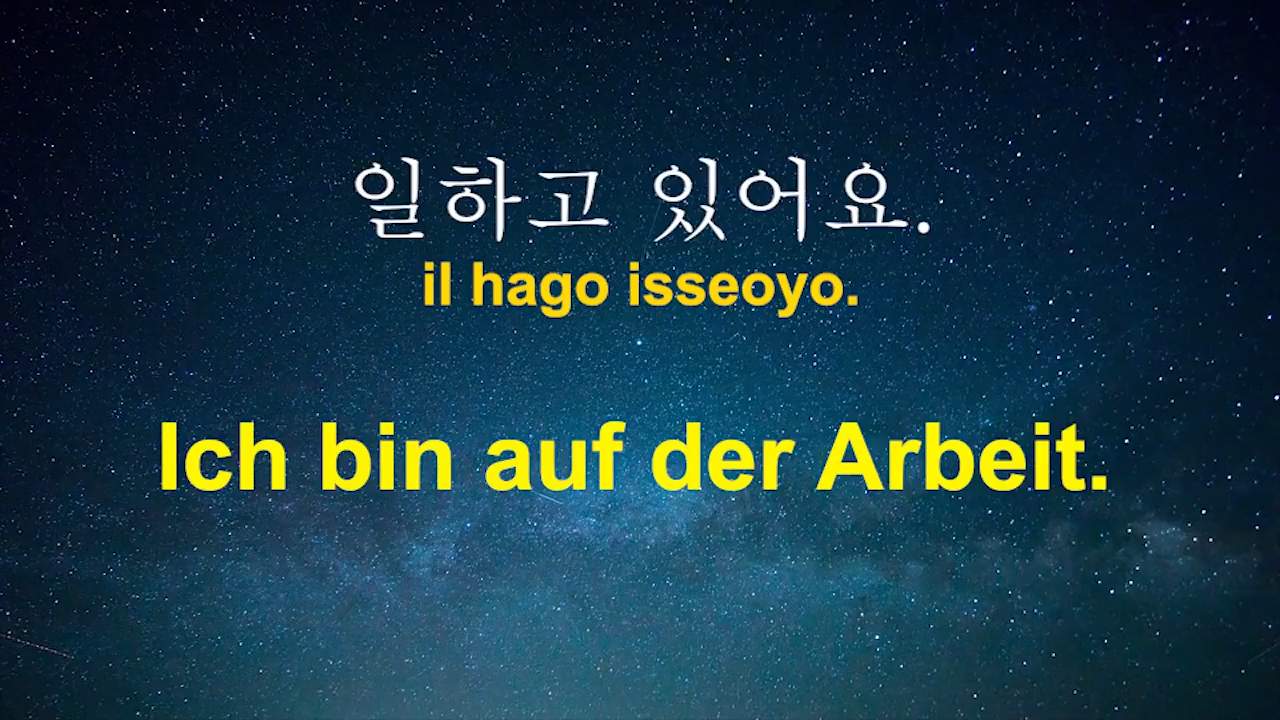 일하고 있어요.
il hago isseoyo.
Ich bin auf der Arbeit.